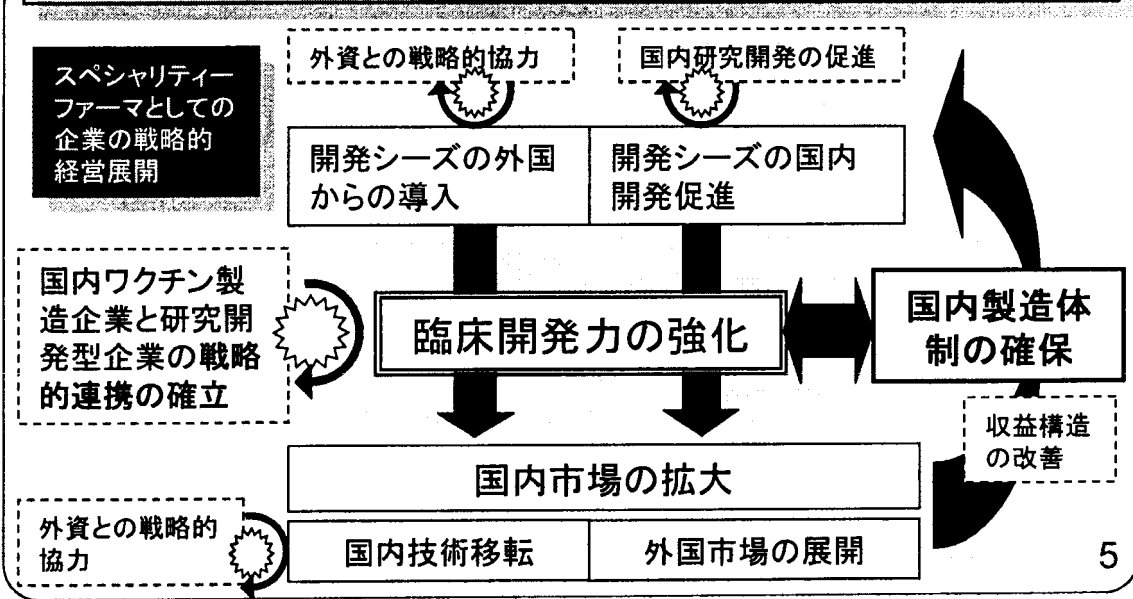 スペシャリティー
ファーマとしての
企業の戦略的
経営展開
外資との戦略的協力
国内研究開発の促進
開発シーズの外国
からの導入
開発シーズの国内
開発促進
国内ワクチン製
造企業と研究開
発型企業の戦略
的連携の確立
臨床開発力の強化
国内製造体
制の確保
収益構造
の改善
国内市場の拡大
外資との戦略的
協力
国内技術移転
外国市場の展開
5